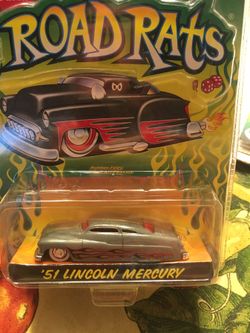 ROAD RATS
'51 LINCOLN MERCURY